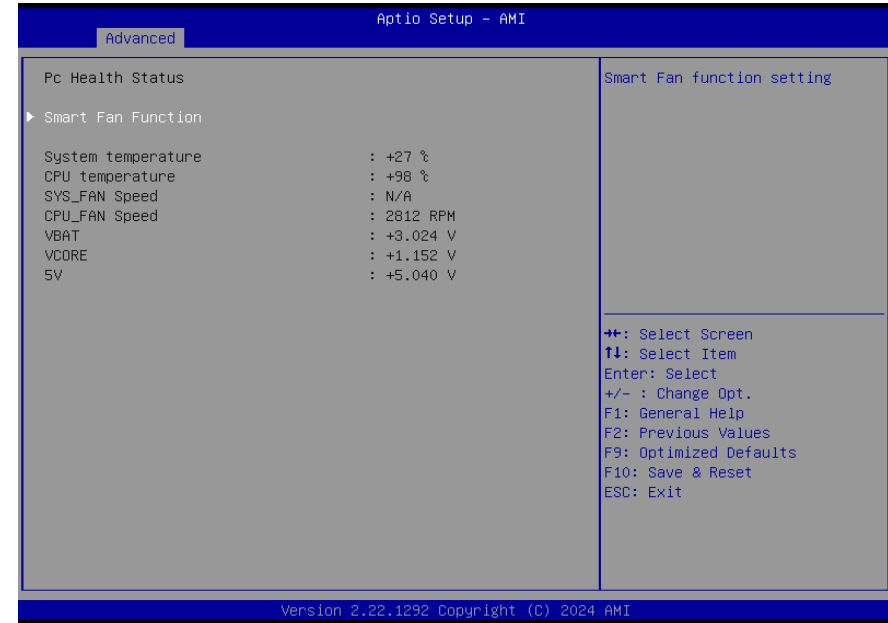 Aptio Setup – AMI
Advanced
Pc Health Status
Smart Fan Function
System temperature : +27 ℃
CPU temperature : +98 ℃
SYS_FAN Speed : N/A
CPU_FAN Speed : 2812 RPM
VBAT : +3.024 V
VCORE : +1.152 V
5V : +5.040 V
Smart Fan function setting
→←: Select Screen
↑↓: Select Item
Enter: Select
+/- : Change Opt.
F1: General Help
F2: Previous Values
F9: Optimized Defaults
F10: Save & Reset
ESC: Exit
Version 2.22.1292 Copyright (C) 2024 AMI